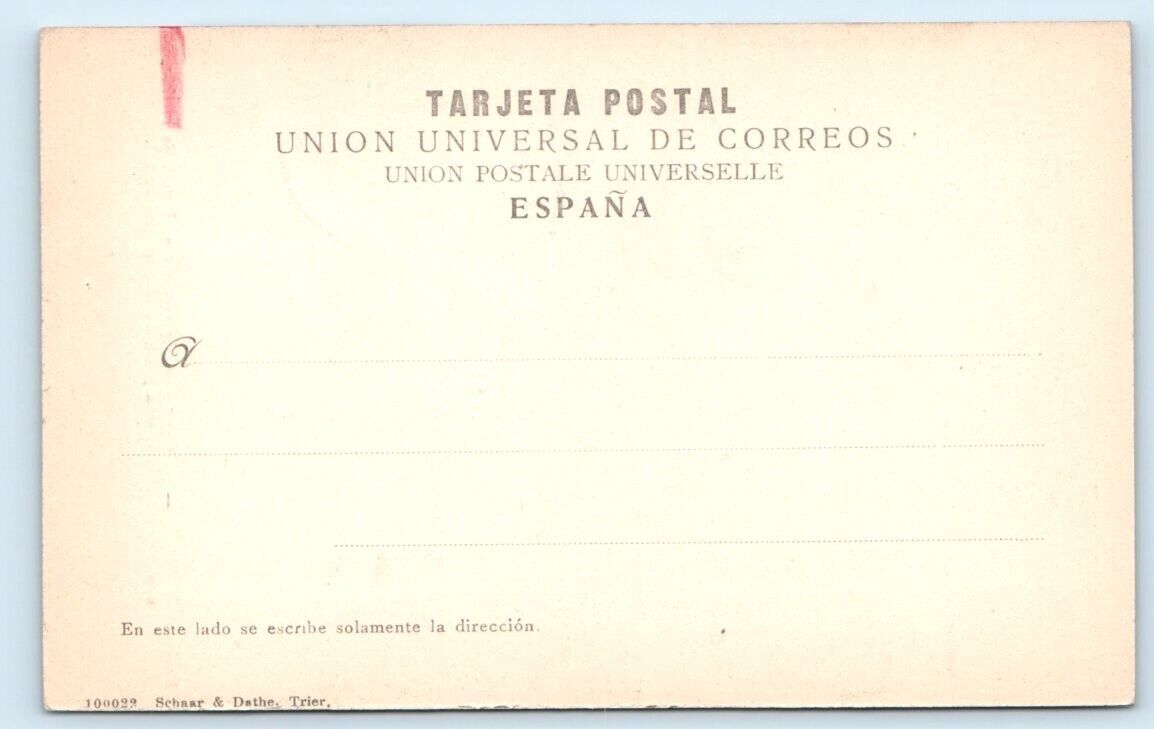 TARJETA POSTAL
UNION UNIVERSAL DE CORREOS
UNION POSTALE UNIVERSELLE
ESPAÑA
A
En este lado se escribe solamente la dirección.
100022 Schaar & Dathe, Trier.